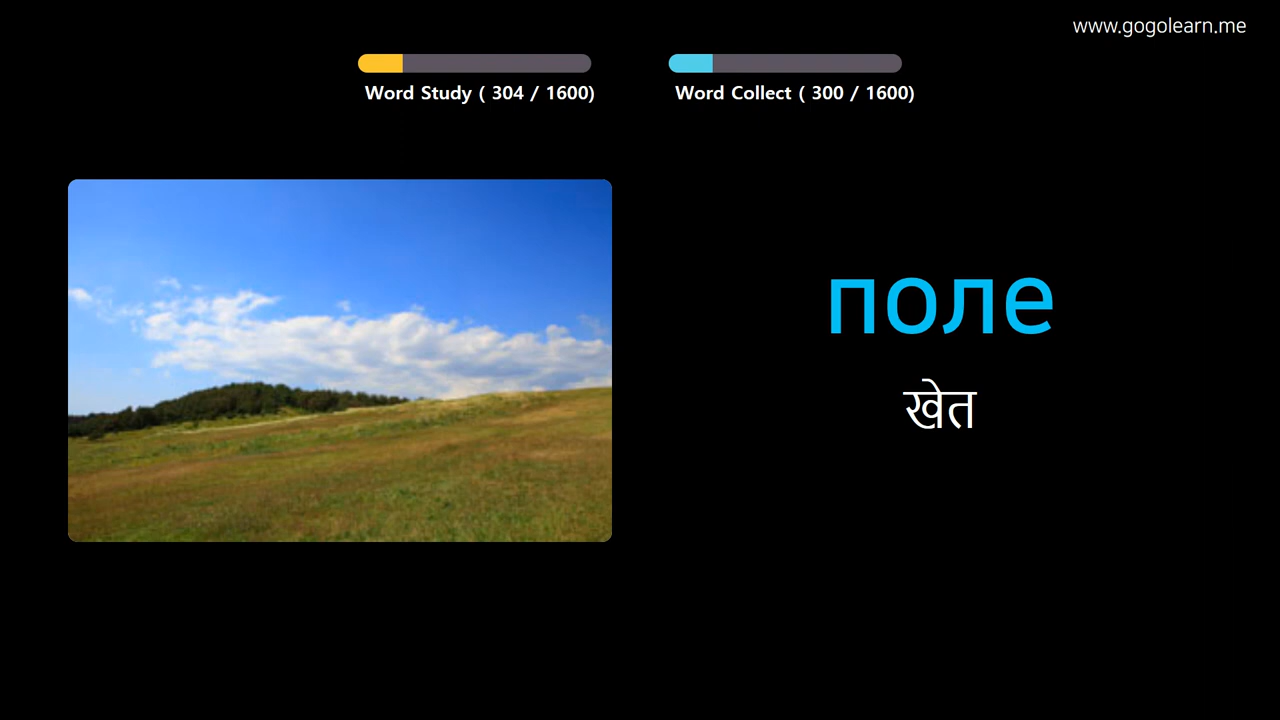 www.gogolearn.me
Word Study ( 304 / 1600)
Word Collect ( 300 / 1600)
поле
खेत